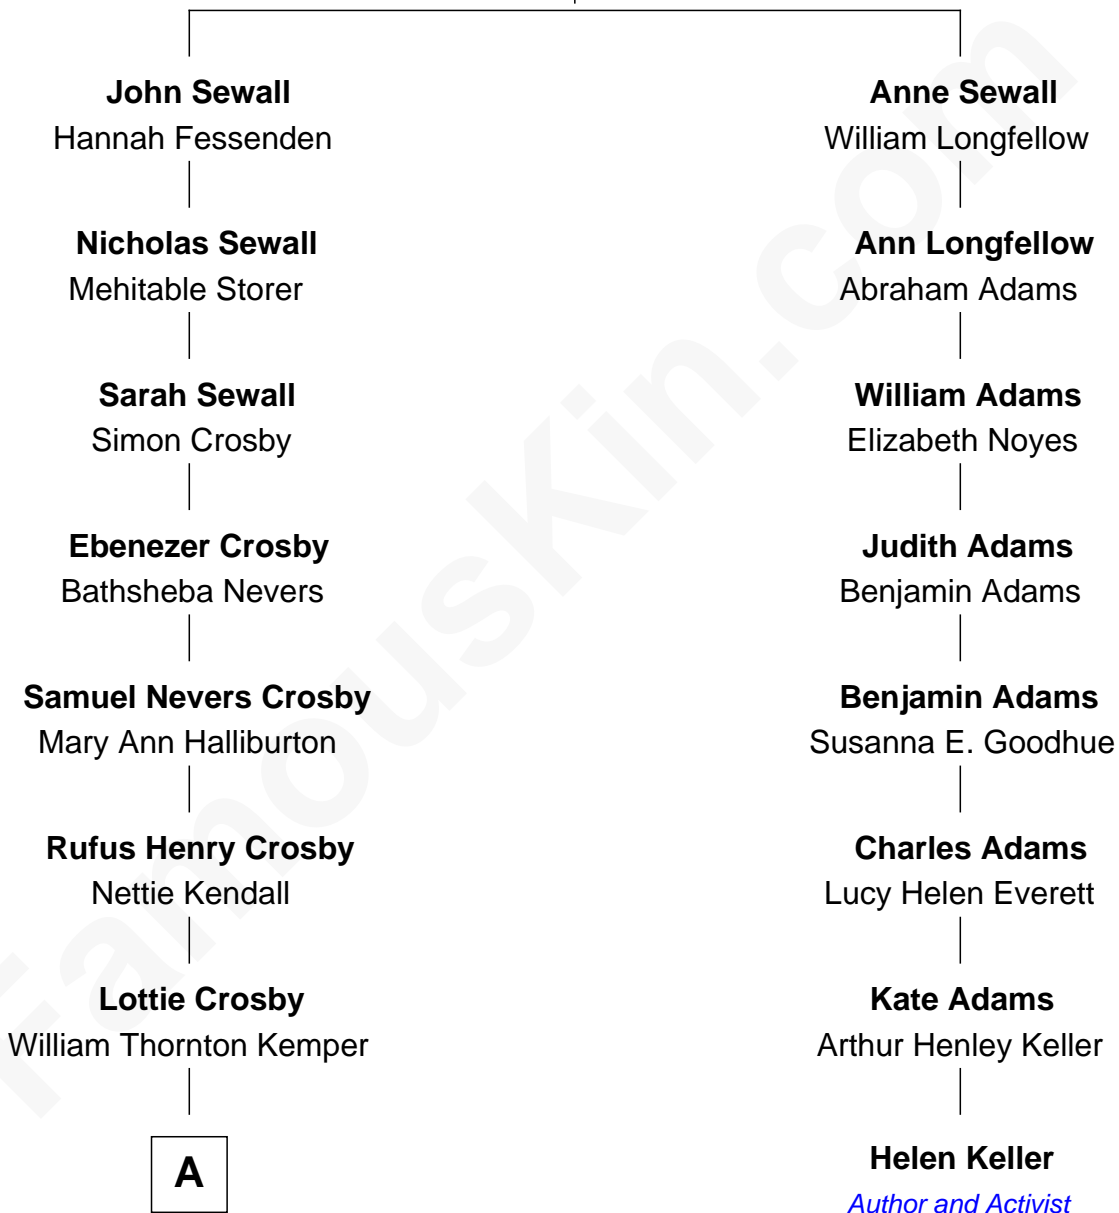 John Sewall
Hannah Fessenden
Nicholas Sewall
Mehitable Storer
Sarah Sewall
Simon Crosby
Ebenezer Crosby
Bathsheba Nevers
Samuel Nevers Crosby
Mary Ann Halliburton
Rufus Henry Crosby
Nettie Kendall
Lottie Crosby
William Thornton Kemper
A
Anne Sewall
William Longfellow
Ann Longfellow
Abraham Adams
William Adams
Elizabeth Noyes
Judith Adams
Benjamin Adams
Benjamin Adams
Susanna E. Goodhue
Charles Adams
Lucy Helen Everett
Kate Adams
Arthur Henley Keller
Helen Keller
Author and Activist
FamousKin.com